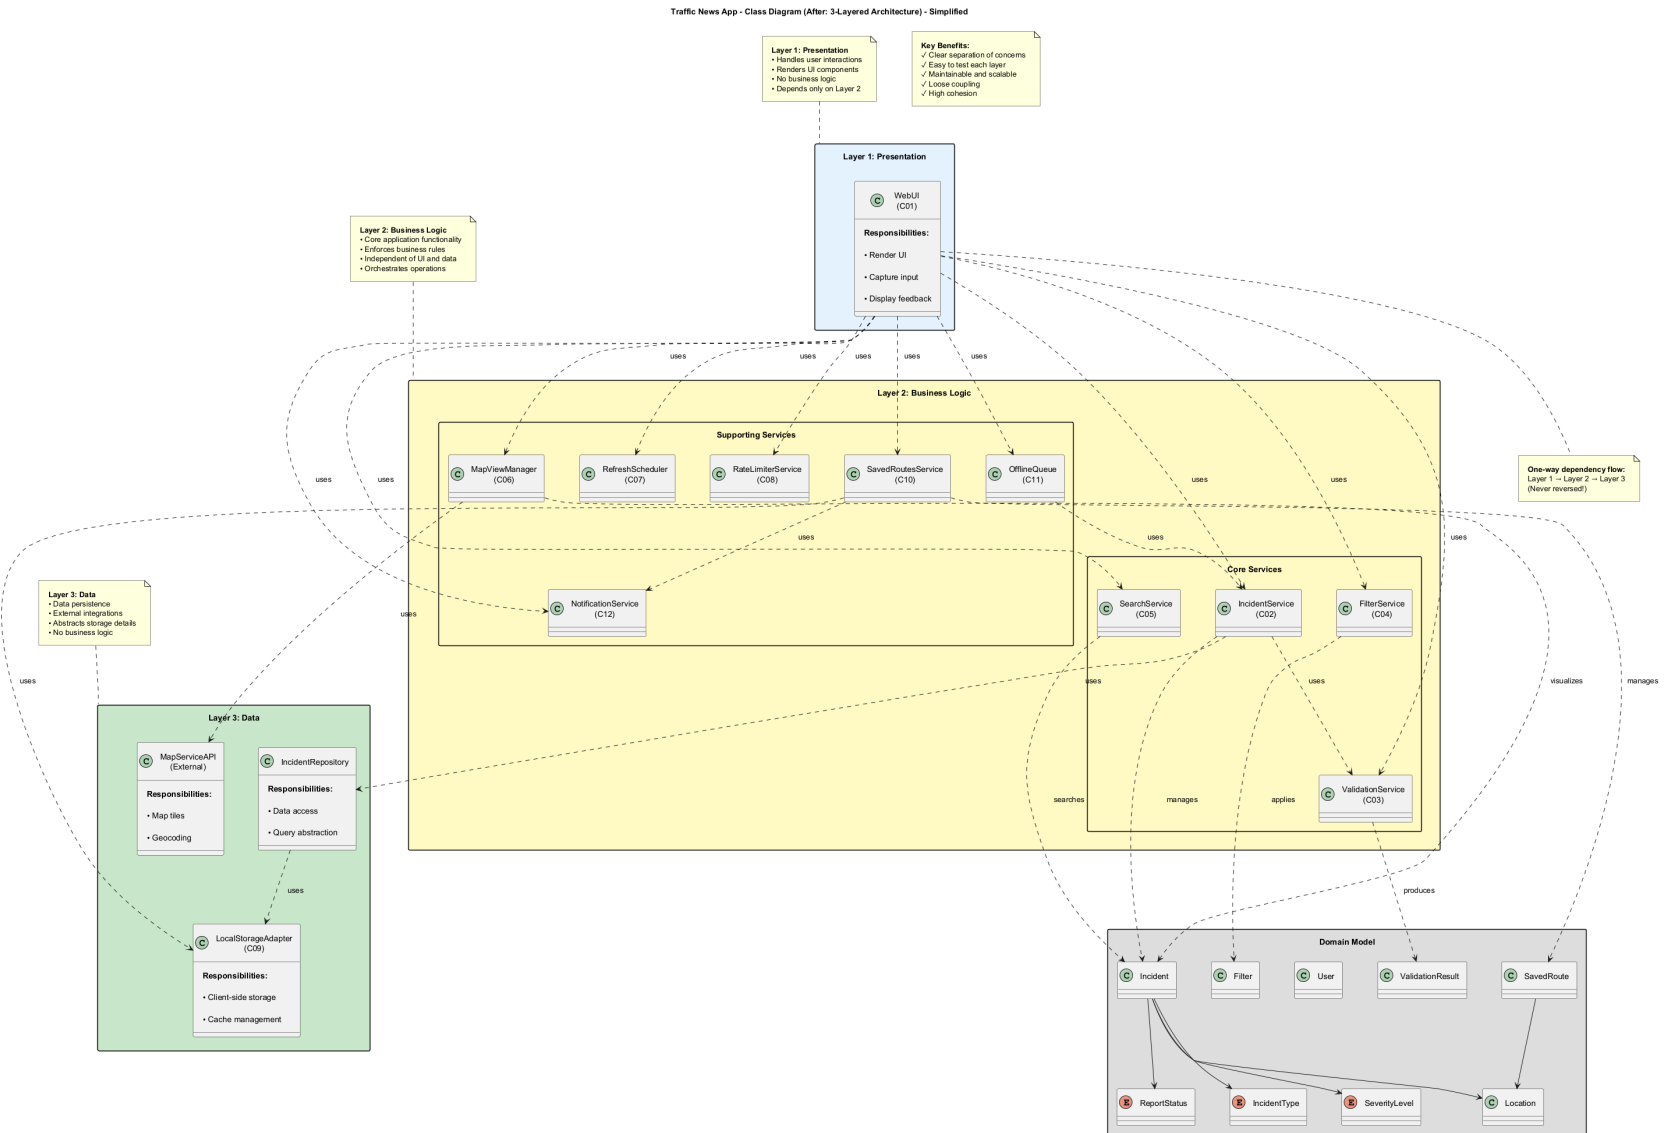 Traffic News App - Class Diagram (After: 3-Layered Architecture) - Simplified
Layer 1: Presentation
• Handles user interactions
• Renders UI components
• No business logic
• Depends only on Layer 2
Key Benefits:
✓ Clear separation of concerns
✓ Easy to test each layer
✓ Maintainable and scalable
✓ Loose coupling
✓ High cohesion
Layer 1: Presentation
C
WebUI
(C01)
Responsibilities:
• Render UI
• Capture input
• Display feedback
Layer 2: Business Logic
• Core application functionality
• Enforces business rules
• Independent of UI and data
• Orchestrates operations
uses
uses
uses
uses
uses
Layer 2: Business Logic
Supporting Services
C
MapViewManager
(C06)
C
RefreshScheduler
(C07)
C
RateLimiterService
(C08)
C
SavedRoutesService
(C10)
C
OfflineQueue
(C11)
uses
uses
uses
uses
One-way dependency flow:
Layer 1 → Layer 2 → Layer 3
(Never reversed!)
uses
uses
uses
Core Services
C
NotificationService
(C12)
C
SearchService
(C05)
C
IncidentService
(C02)
C
FilterService
(C04)
Layer 3: Data
• Data persistence
• External integrations
• Abstracts storage details
• No business logic
uses
uses
uses
uses
visualizes
manages
Layer 3: Data
C
MapServiceAPI
(External)
Responsibilities:
• Map tiles
• Geocoding
C
IncidentRepository
Responsibilities:
• Data access
• Query abstraction
C
ValidationService
(C03)
searches
manages
applies
uses
produces
C
LocalStorageAdapter
(C09)
Responsibilities:
• Client-side storage
• Cache management
Domain Model
C
Incident
C
Filter
C
User
C
ValidationResult
C
SavedRoute
E
ReportStatus
E
IncidentType
E
SeverityLevel
C
Location